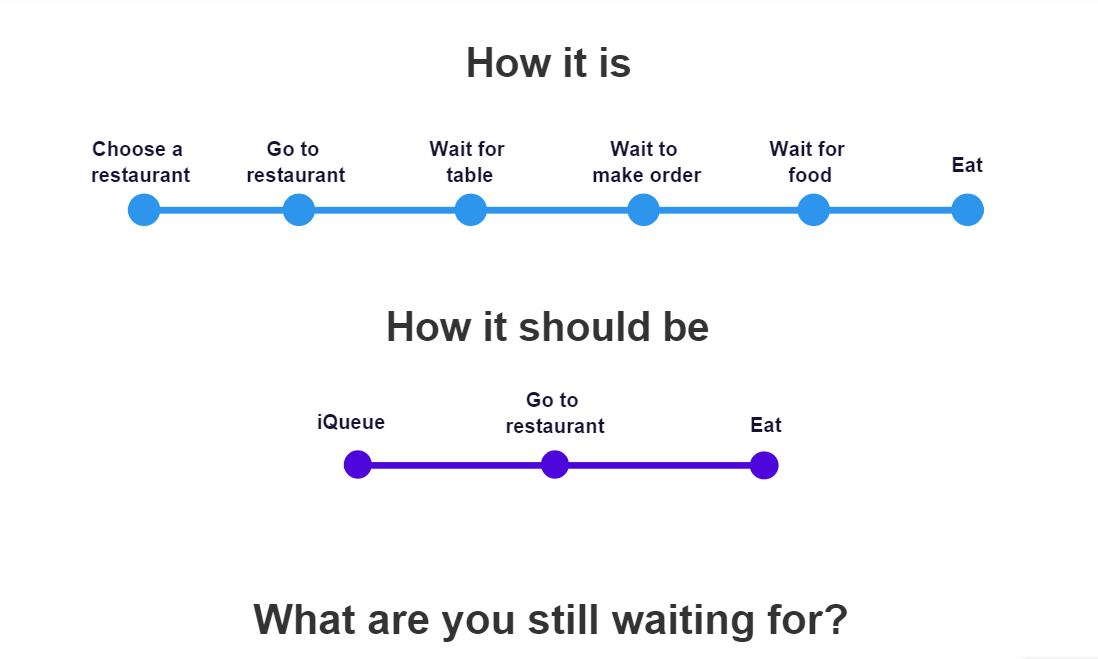 How it is
Choose a
restaurant
Go to
restaurant
Wait for
table
Wait to
make order
Wait for
food
Eat
How it should be
iQueue
Go to
restaurant
Eat
What are you still waiting for?